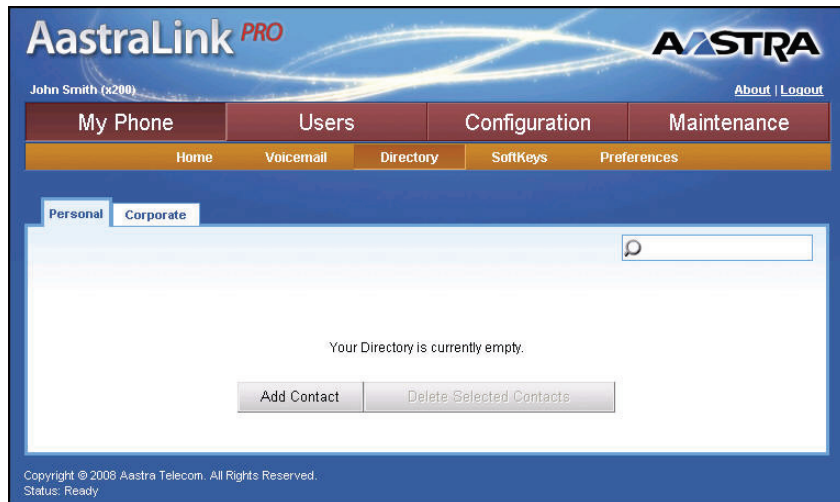 AastraLink PRO
AASTRA
John Smith (x200)
About | Logout
My Phone Users Configuration Maintenance
Home Voicemail Directory SoftKeys Preferences
Personal Corporate
Your Directory is currently empty.
Add Contact Delete Selected Contacts
Copyright © 2008 Aastra Telecom. All Rights Reserved.
Status: Ready